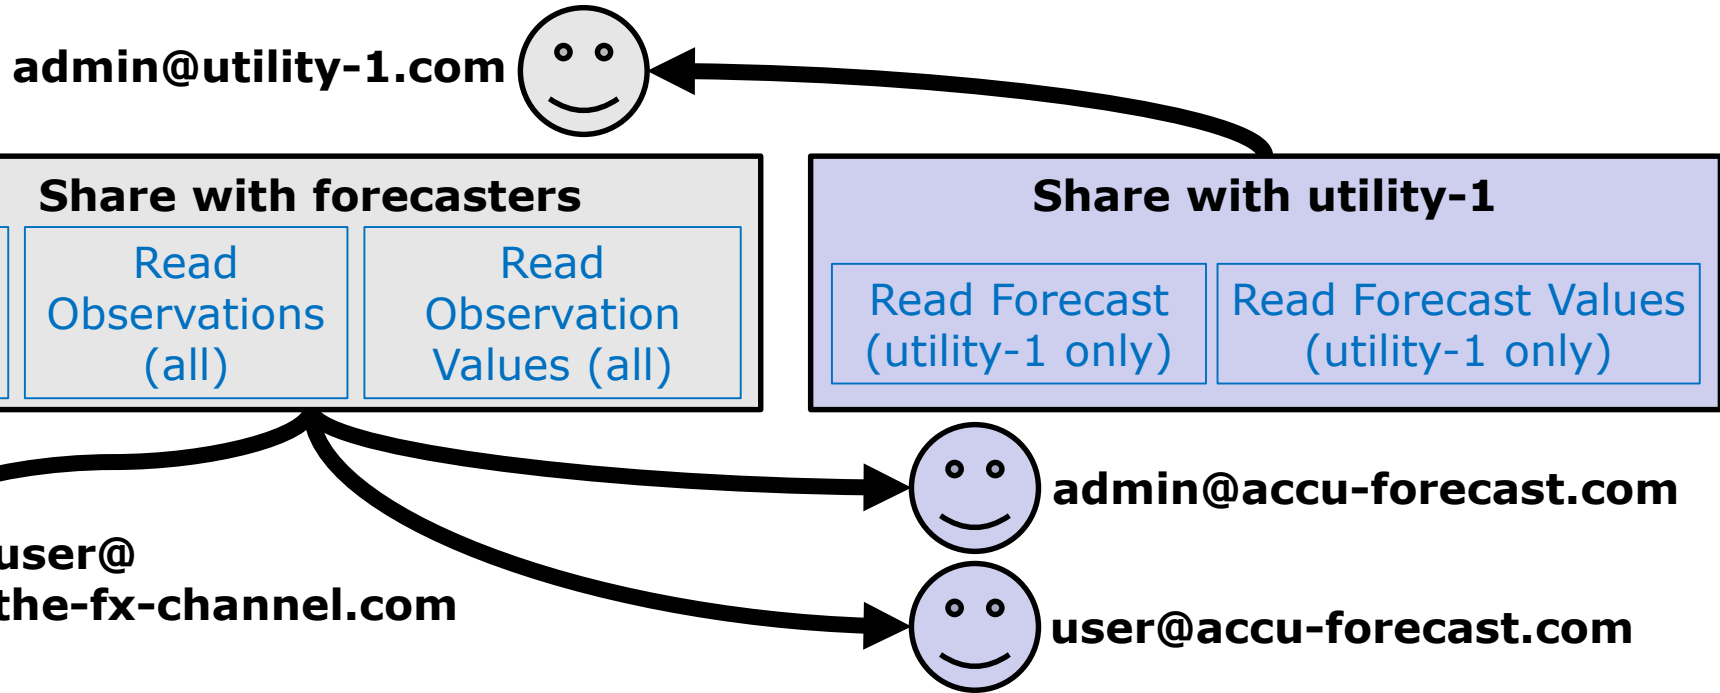 admin@utility-1.com
Share with forecasters
Read
Observations
(all)
Read
Observation
Values (all)
Share with utility-1
Read Forecast
(utility-1 only)
Read Forecast Values
(utility-1 only)
admin@accu-forecast.com
user@
the-fx-channel.com
user@accu-forecast.com